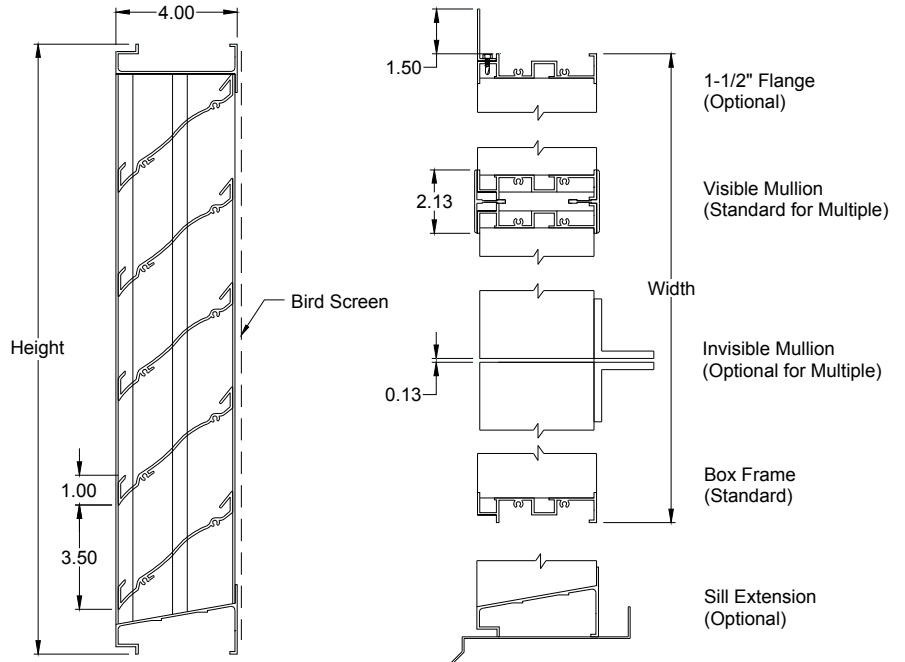 4.00
Height
Bird Screen
1.00
3.50
1.50
1-1/2" Flange
(Optional)
2.13
Visible Mullion
(Standard for Multiple)
Width
0.13
Invisible Mullion
(Optional for Multiple)
Box Frame
(Standard)
Sill Extension
(Optional)